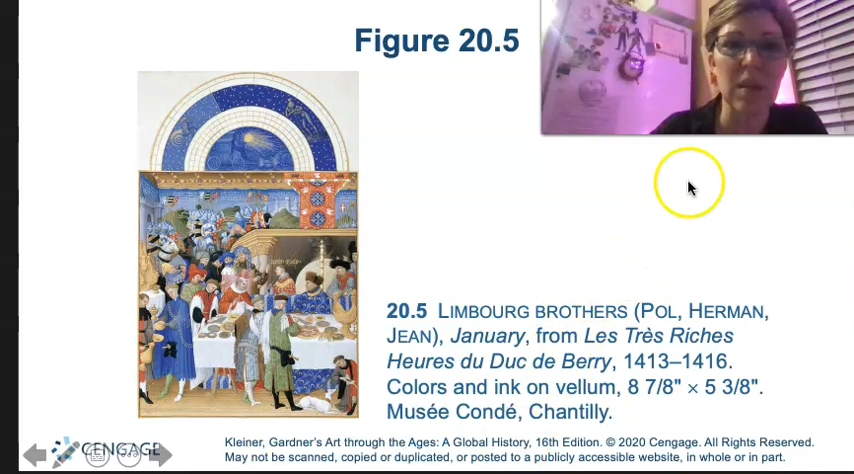 Figure 20.5
20.5 LIMBOURG BROTHERS (POL, HERMAN,
JEAN), January, from Les Très Riches
Heures du Duc de Berry, 1413–1416.
Colors and ink on vellum, 8 7/8" × 5 3/8".
Musée Condé, Chantilly.
CENGAGE
Kleiner, Gardner's Art through the Ages: A Global History, 16th Edition. © 2020 Cengage. All Rights Reserved.
May not be scanned, copied or duplicated, or posted to a publicly accessible website, in whole or in part.